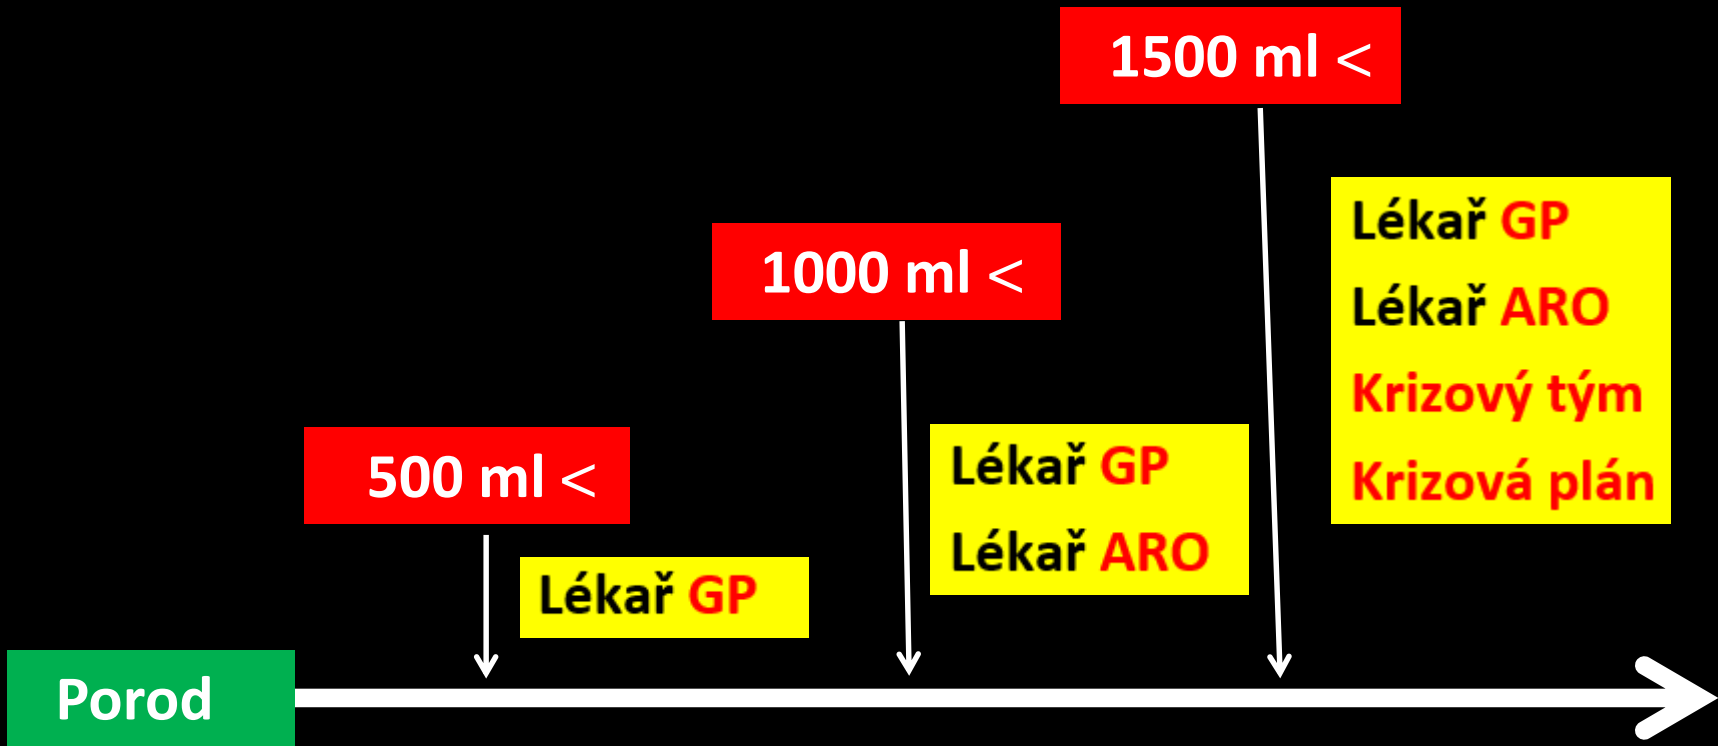 1500 ml <
Lékař GP
Lékař ARO
Krizový tým
Krizová plán
1000 ml <
Lékař GP
Lékař ARO
500 ml <
Lékař GP
Porod